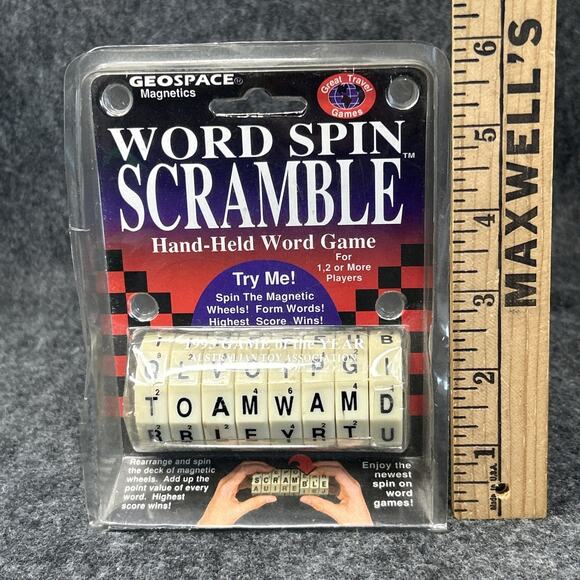 GEOSPACE®
Magnetics
Great Travel Games
WORD SPIN™
SCRAMBLE
Hand-Held Word Game
For
1,2 or More
Players
Try Me!
Spin The Magnetic
Wheels! Form Words!
Highest Score Wins!
1993 GAME of the YEAR
AUSTRALIAN TOY ASSOCIATION
T O A M W A M D
Rearrange and spin
the deck of magnetic
wheels. Add up the
point value of every
word. Highest
score wins!
SCRAMBLE
Enjoy the
newest
spin on
word
games!
6
5
4
3
2
1
MAXWELL'S
Made in U.S.A.